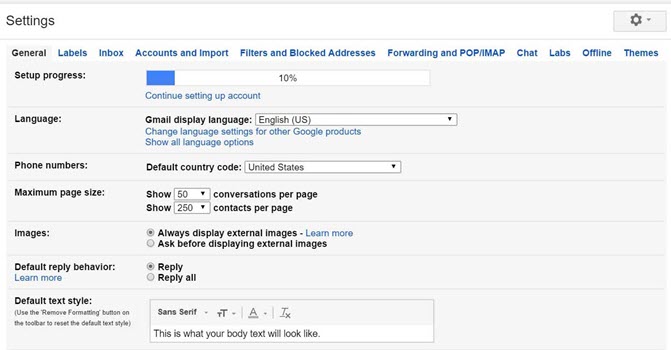 Settings
General Labels Inbox Accounts and Import Filters and Blocked Addresses Forwarding and POP/IMAP Chat Labs Offline Themes
Setup progress: 10%
Continue setting up account
Language: Gmail display language: English (US)
Change language settings for other Google products
Show all language options
Phone numbers: Default country code: United States
Maximum page size: Show 50 conversations per page
Show 250 contacts per page
Images: Always display external images - Learn more
Ask before displaying external images
Default reply behavior: Reply
Learn more Reply all
Default text style:
(Use the 'Remove Formatting' button on
the toolbar to reset the default text style)
Sans Serif TT A Tx
This is what your body text will look like.